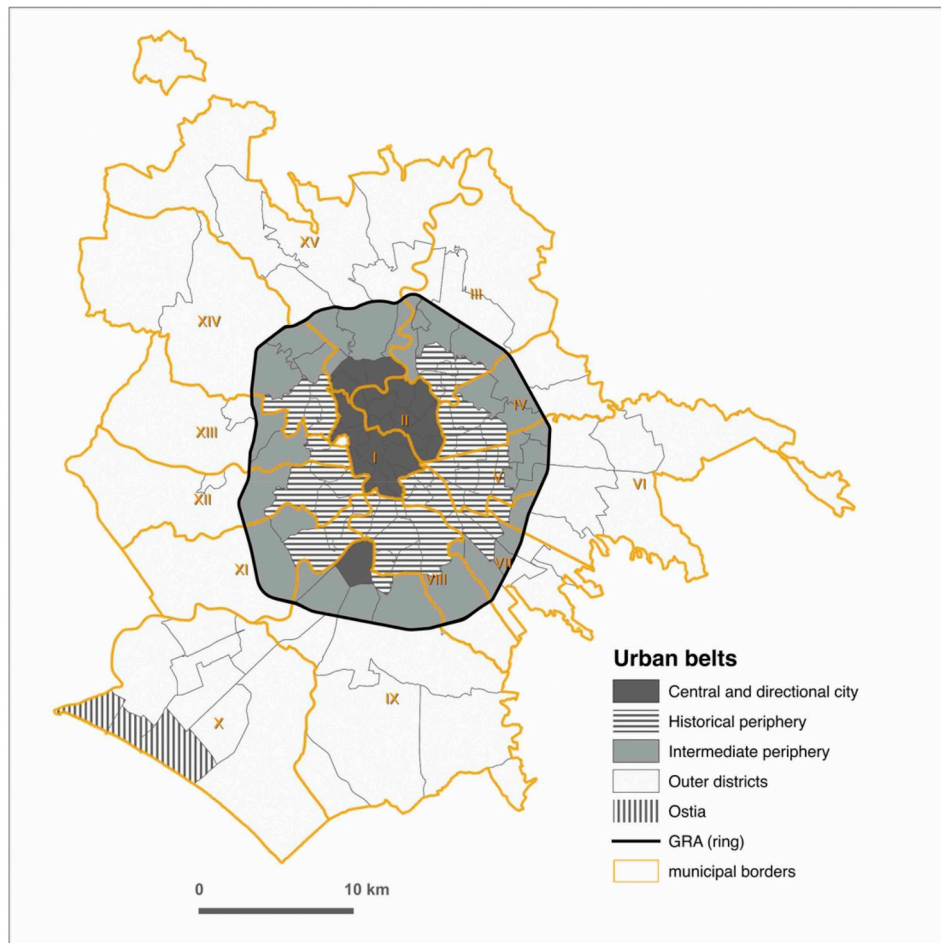 XV
III
XIV
IV
II
XIII
I
V
VI
XII
XI
VII
VIII
IX
X
Urban belts
Central and directional city
Historical periphery
Intermediate periphery
Outer districts
Ostia
GRA (ring)
municipal borders
0 10 km